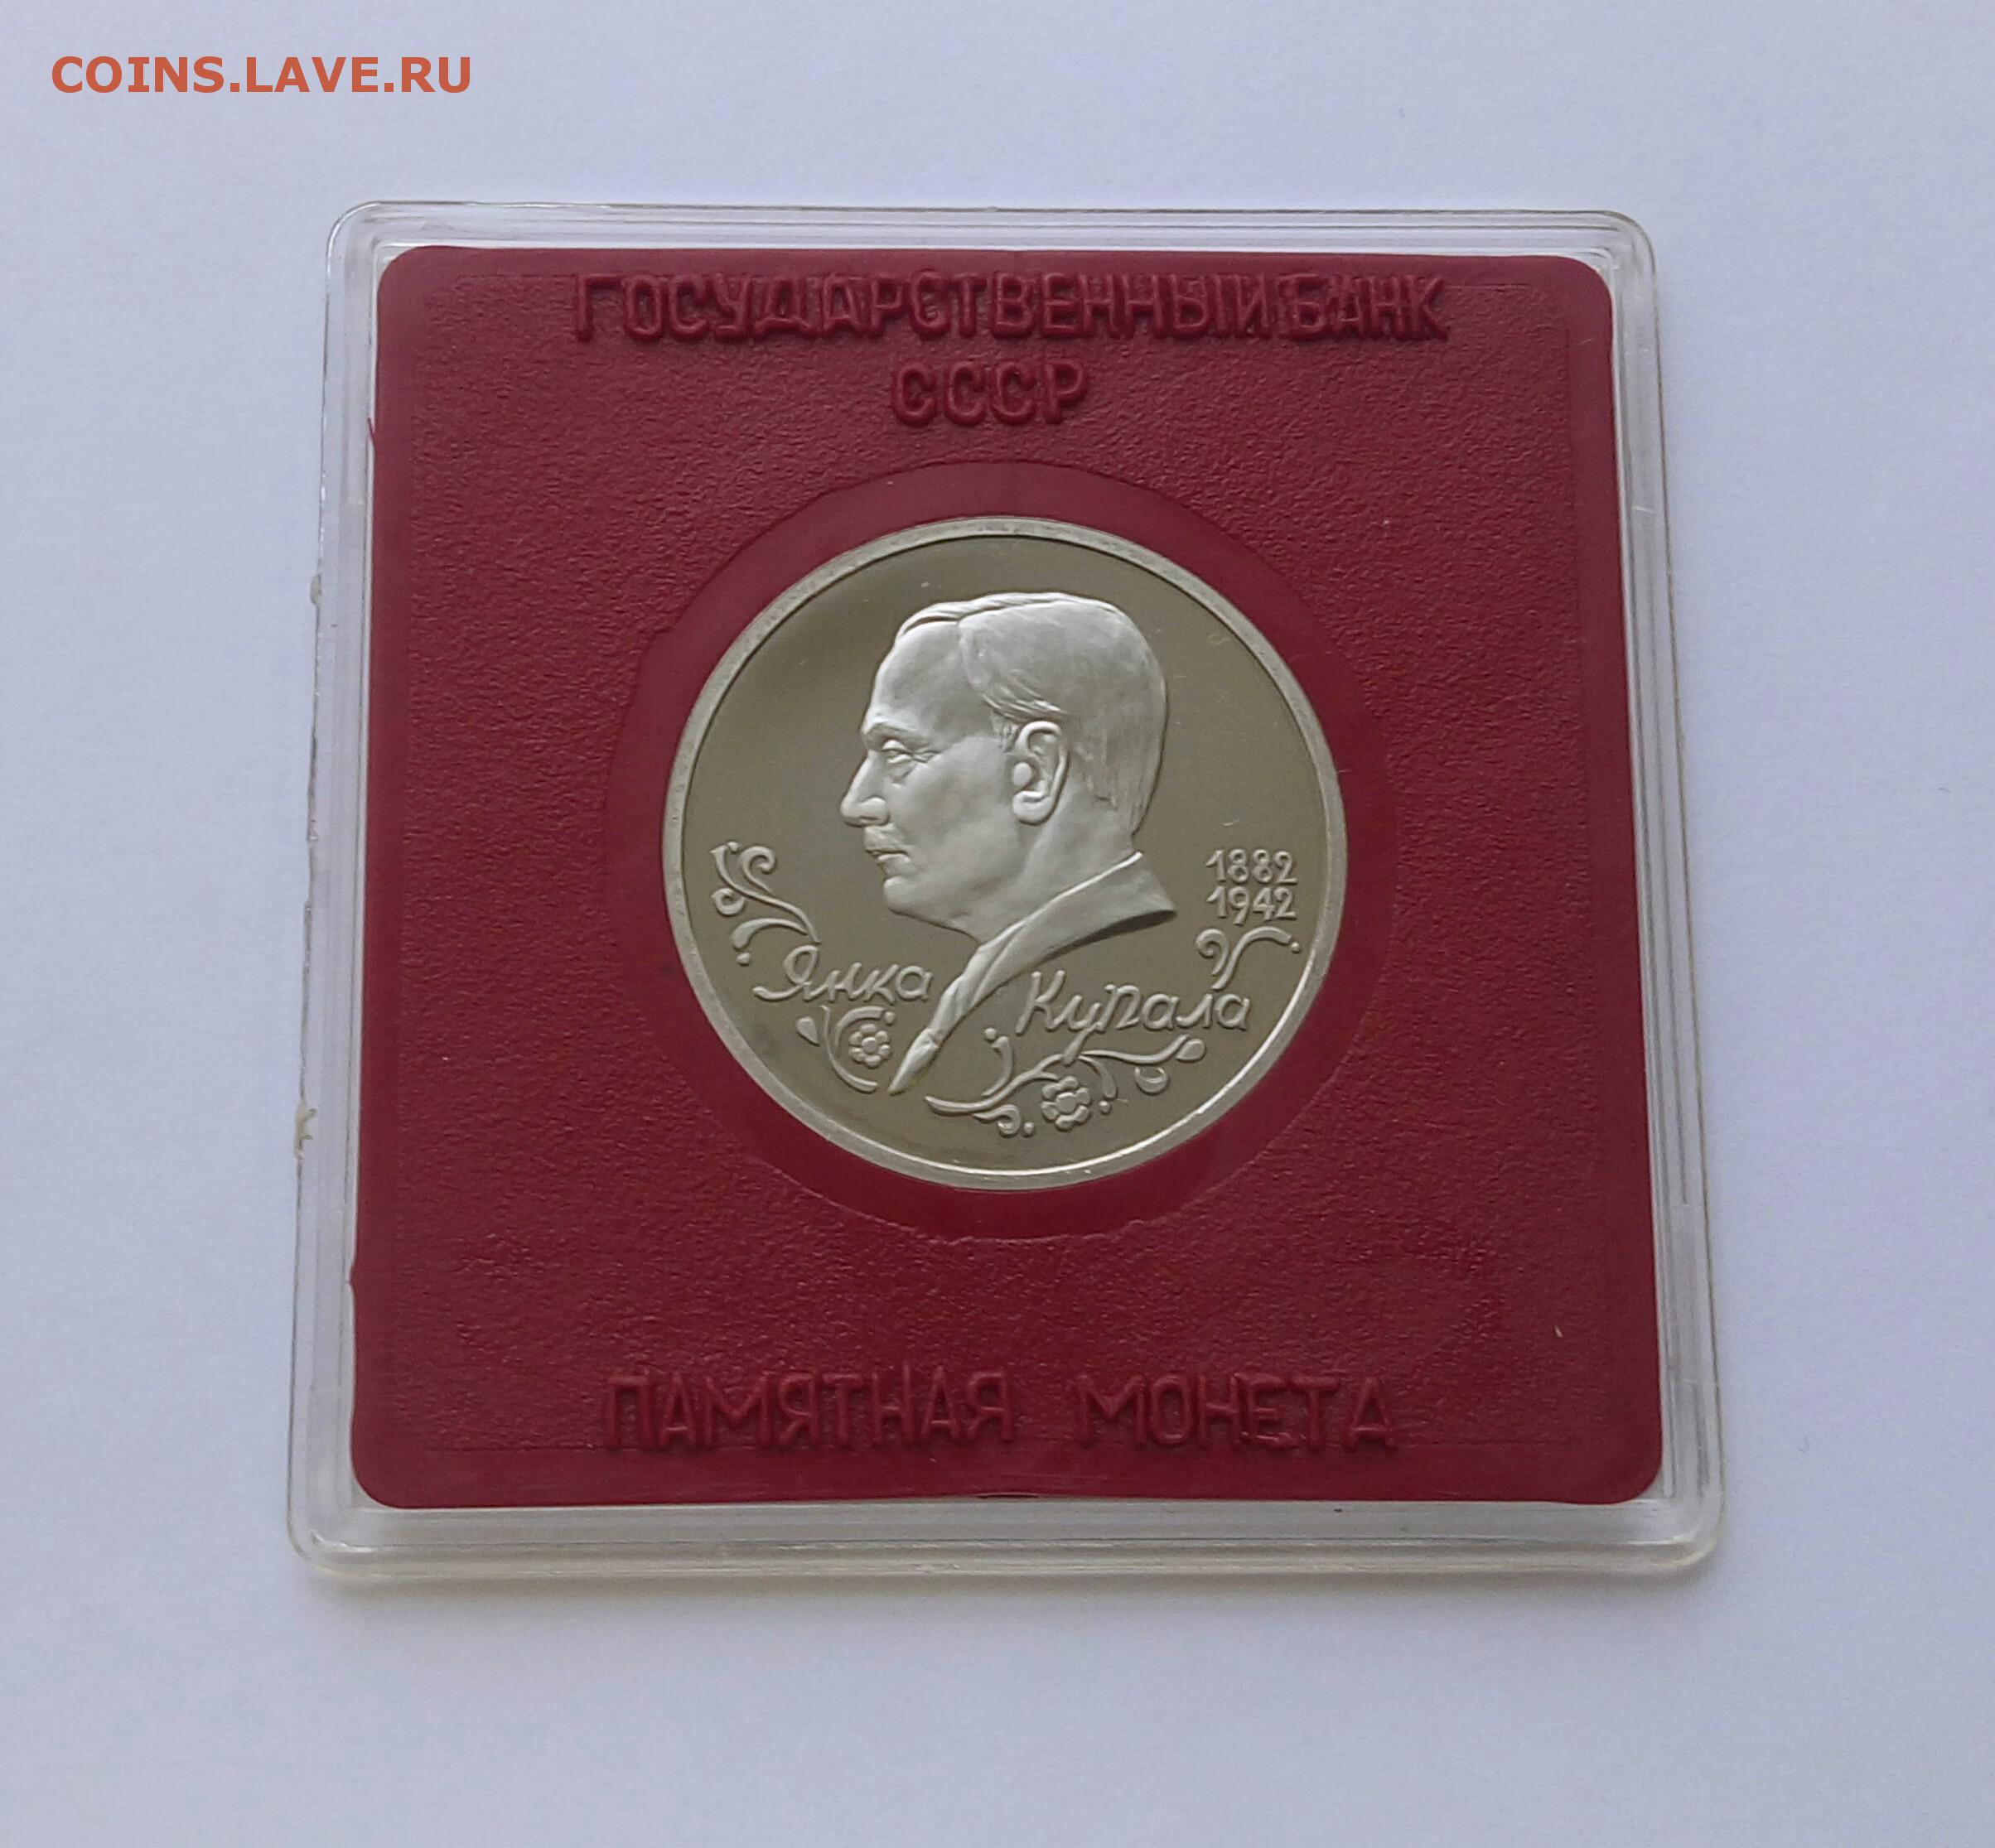 COINS.LAVE.RU
ГОСУДАРСТВЕННЫЙ БАНК
СССР
1882
1942
Янка Купала
ПАМЯТНАЯ МОНЕТА